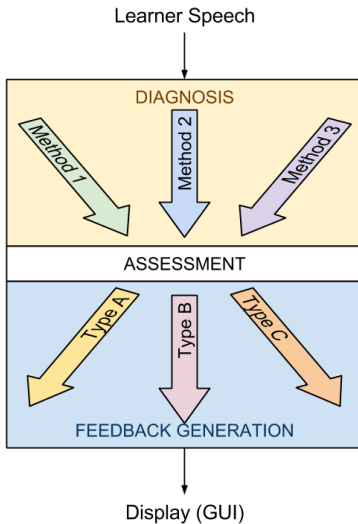 Learner Speech
DIAGNOSIS
Method 1
Method 2
Method 3
ASSESSMENT
Type A
Type B
Type C
FEEDBACK GENERATION
Display (GUI)